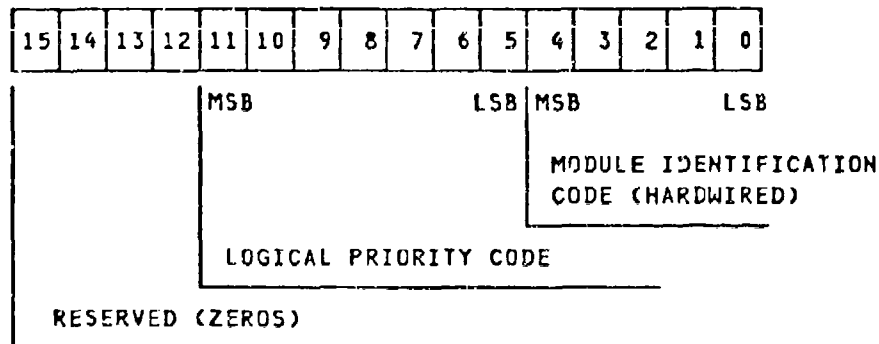 15 14 13 12 11 10 9 8 7 6 5 4 3 2 1 0
MSB LSB MSB LSB
MODULE IDENTIFICATION
CODE (HARDWIRED)
LOGICAL PRIORITY CODE
RESERVED (ZEROS)